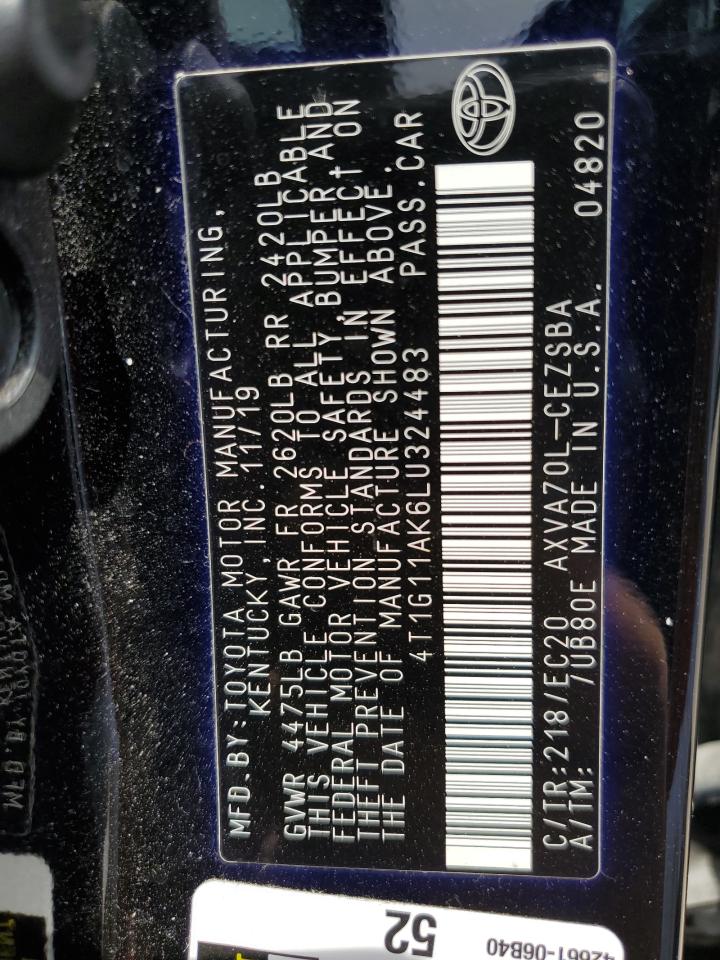 MFD.BY:TOYOTA MOTOR MANUFACTURING,
KENTUCKY, INC. 11/19
GVWR 4475LB GAWR FR 2620LB RR 2420LB
THIS VEHICLE CONFORMS TO ALL APPLICABLE
FEDERAL MOTOR VEHICLE SAFETY, BUMPER, AND
THEFT PREVENTION STANDARDS IN EFFECT ON
THE DATE OF MANUFACTURE SHOWN ABOVE.
4T1G11AK6LU324483 PASS.CAR
C/TR:218/EC20 AXVA70L-CEZSBA
A/TM: /UB80E MADE IN U.S.A. 04820
52
42661-06B40